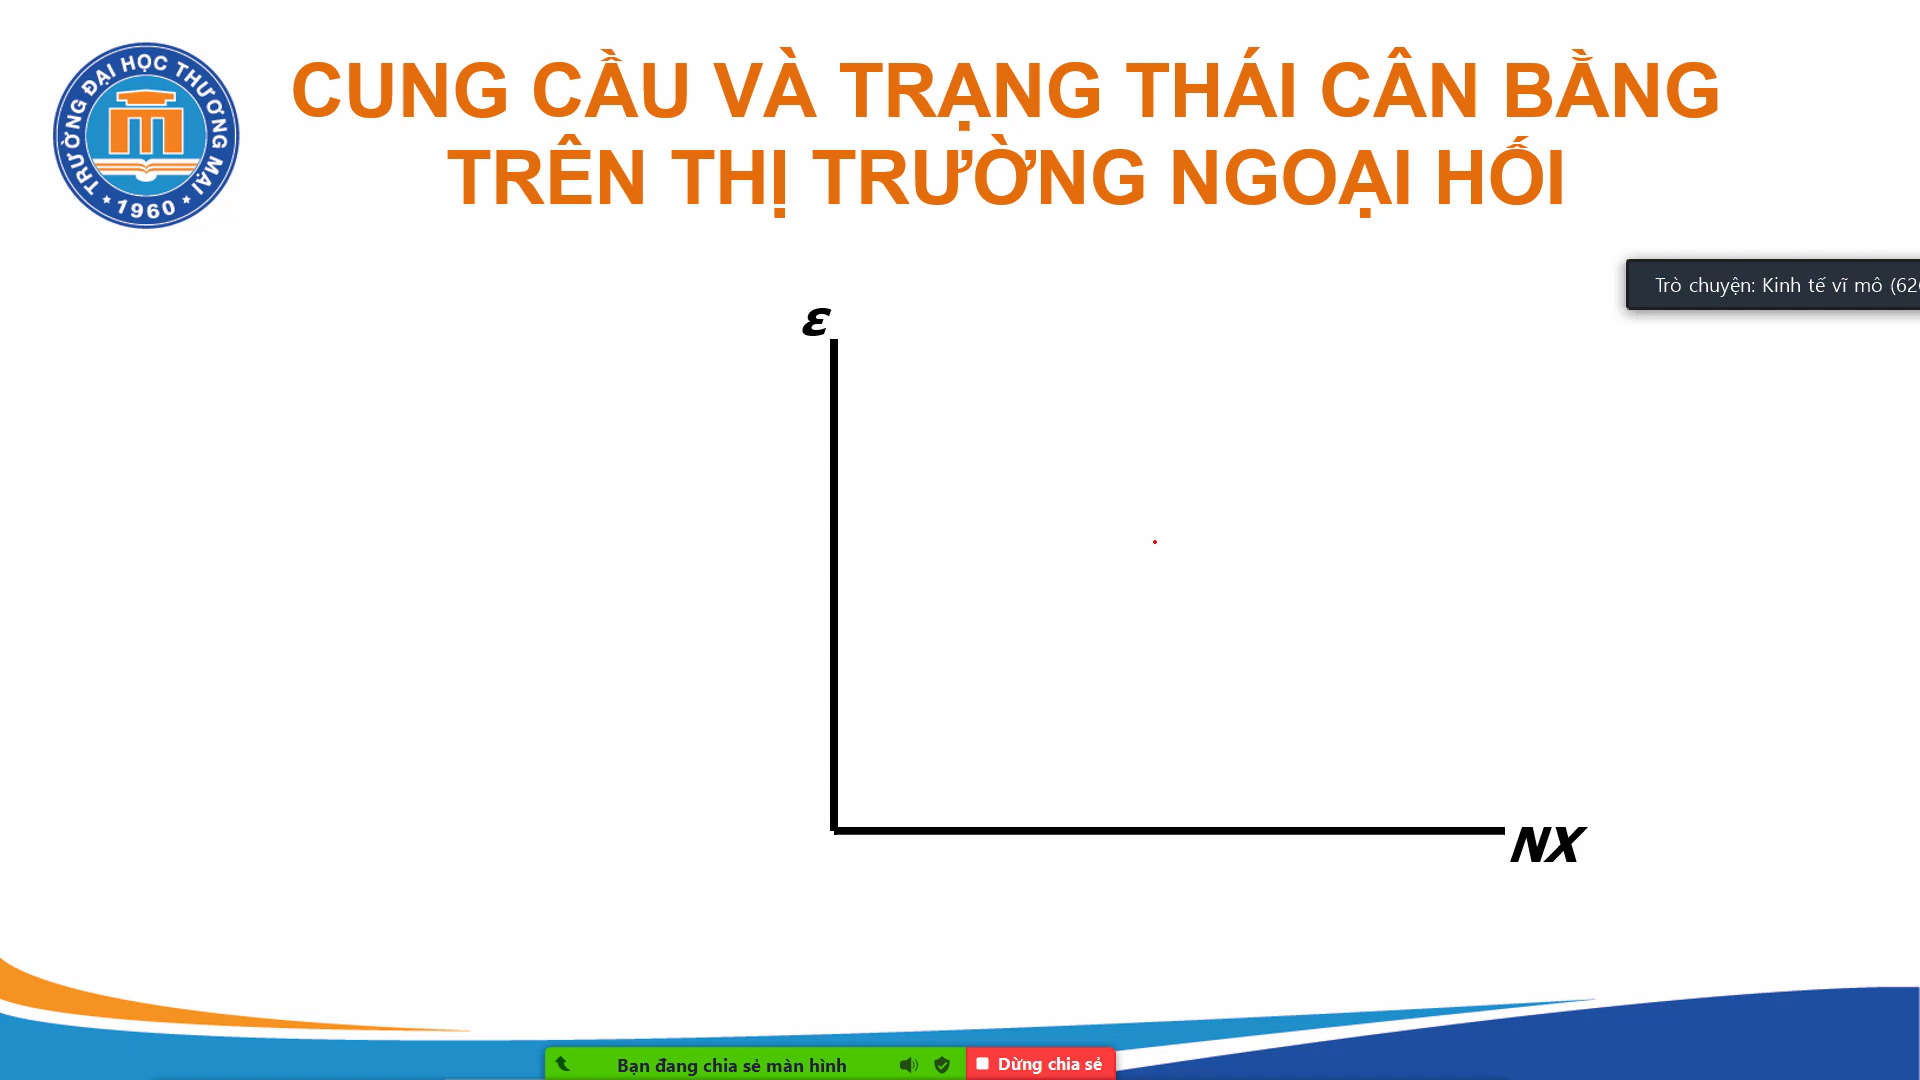 TRƯỜNG ĐẠI HỌC THƯƠNG MẠI
1960
CUNG CẦU VÀ TRẠNG THÁI CÂN BẰNG
TRÊN THỊ TRƯỜNG NGOẠI HỐI
Trò chuyện: Kinh tế vĩ mô (62
ε
NX
Bạn đang chia sẻ màn hình
Dừng chia sẻ